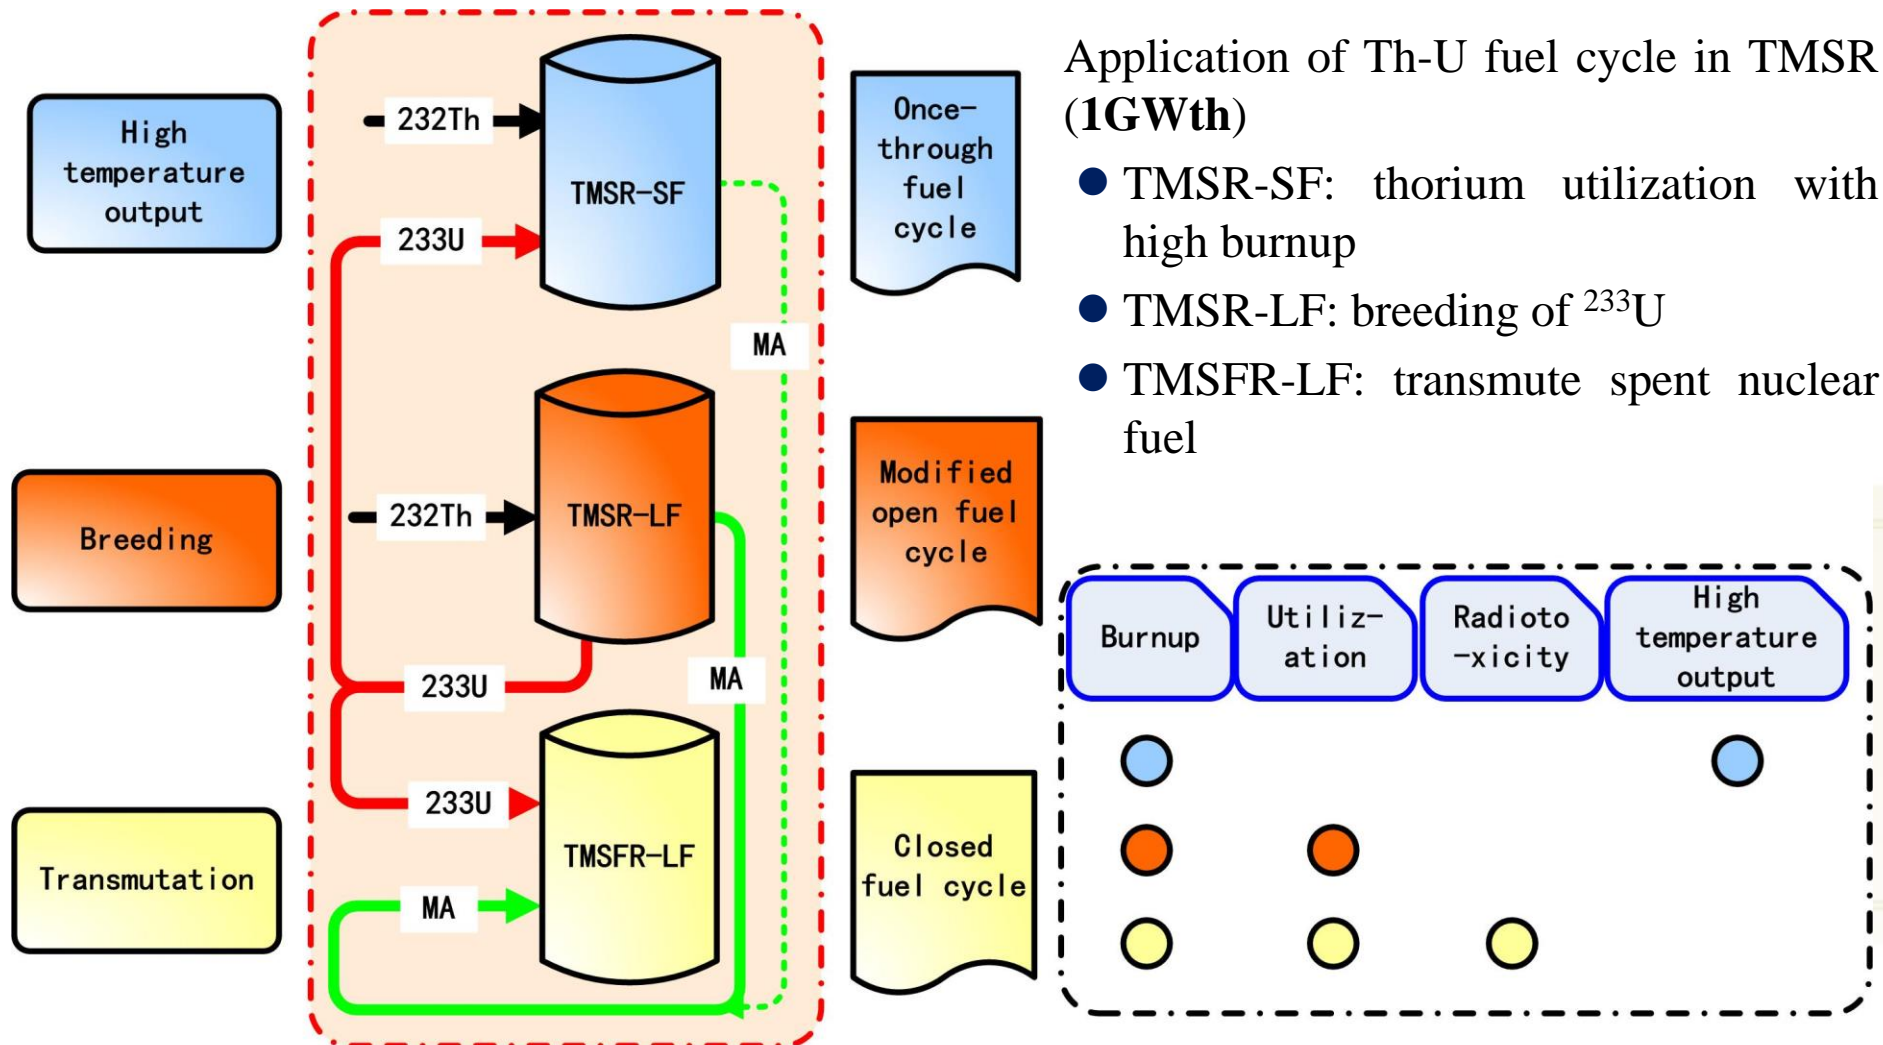 High
temperature
output
232Th
TMSR-SF
233U
Once-
through
fuel
cycle
MA
Breeding
232Th
TMSR-LF
Modified
open fuel
cycle
233U
MA
Transmutation
233U
TMSFR-LF
MA
Closed
fuel cycle
Application of Th-U fuel cycle in TMSR
(1GWth)
TMSR-SF: thorium utilization with
high burnup
TMSR-LF: breeding of ²³³U
TMSFR-LF: transmute spent nuclear
fuel
Burnup
Utiliz-
ation
Radioto
-xicity
High
temperature
output